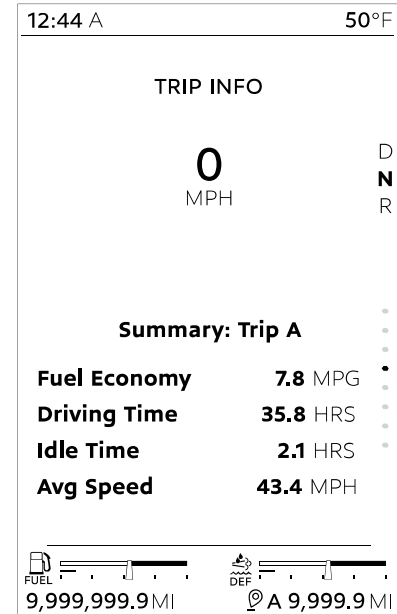 12:44 A 50°F
TRIP INFO
0
MPH
D
N
R
Summary: Trip A
Fuel Economy 7.8 MPG
Driving Time 35.8 HRS
Idle Time 2.1 HRS
Avg Speed 43.4 MPH
FUEL DEF
9,999,999.9 MI A 9,999.9 MI